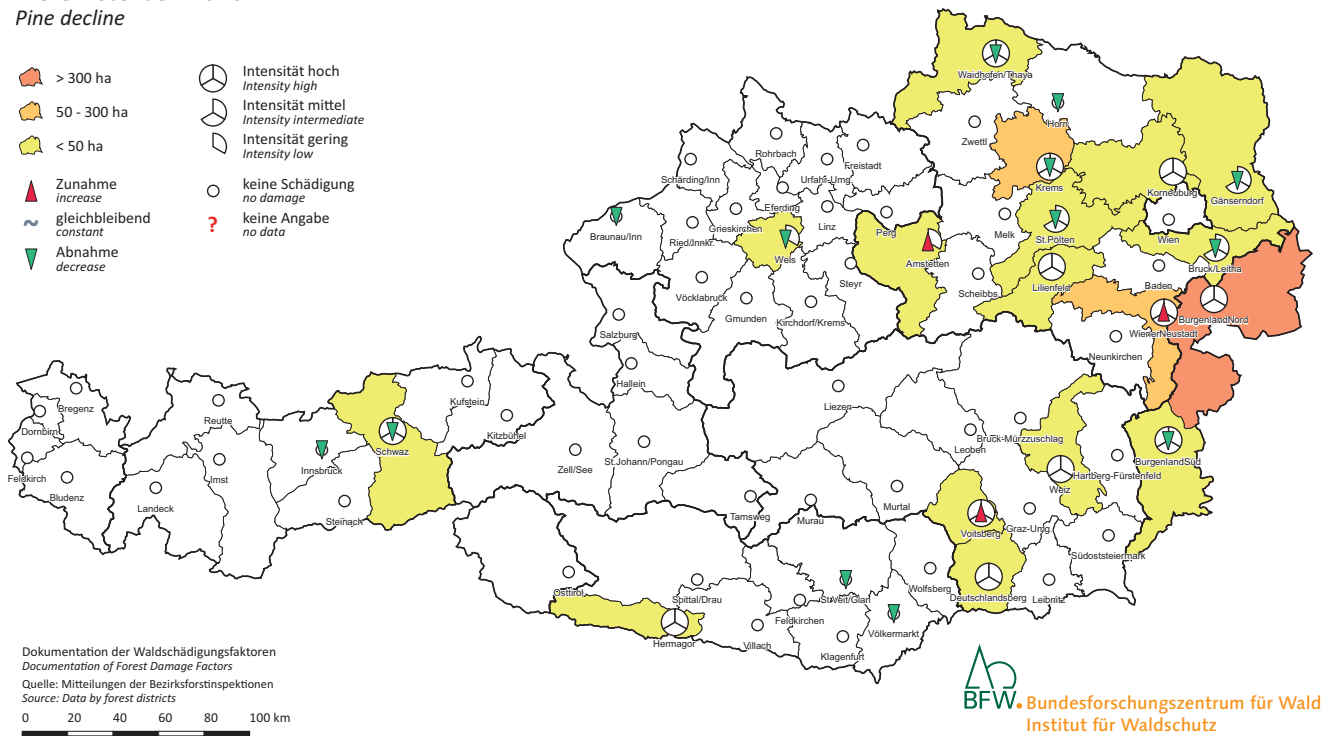 Pine decline
> 300 ha
50 - 300 ha
< 50 ha
Zunahme
increase
~ gleichbleibend
constant
Abnahme
decrease
Intensität hoch
Intensity high
Intensität mittel
Intensity intermediate
Intensität gering
Intensity low
keine Schädigung
no damage
? keine Angabe
no data
Waidhofen/Thaya
Horn
Zwettl
Krems
Korneuburg
Gänserndorf
Rohrbach
Freistadt
Schärding/Inn
Urfahr-Umg.
Eferding
Grieskirchen
Linz
Perg
Melk
St.Pölten
Wien
Braunau/Inn
Ried/Innkr.
Wels
Amstetten
Bruck/Leitha
Steyr
Scheibbs
Lilienfeld
Baden
Vöcklabruck
Gmunden
Kirchdorf/Krems
BurgenlandNord
WienerNeustadt
Salzburg
Neunkirchen
Hallein
Bregenz
Reutte
Kufstein
Kitzbühel
Liezen
Dornbirn
Schwaz
Bruck-Mürzzuschlag
Leoben
St.Johann/Pongau
Zell/See
Innsbruck
BurgenlandSüd
Feldkirch
Imst
Hartberg-Fürstenfeld
Weiz
Bludenz
Landeck
Steinach
Tamsweg
Murau
Murtal
Voitsberg
Graz-Umg.
Südoststeiermark
Osttirol
Spittal/Drau
St.Veit/Glan
Wolfsberg
Deutschlandsberg
Leibnitz
Feldkirchen
Völkermarkt
Hermagor
Villach
Klagenfurt
Dokumentation der Waldschädigungsfaktoren
Documentation of Forest Damage Factors
Quelle: Mitteilungen der Bezirksforstinspektionen
Source: Data by forest districts
0 20 40 60 80 100 km
BFW.
Bundesforschungszentrum für Wald
Institut für Waldschutz